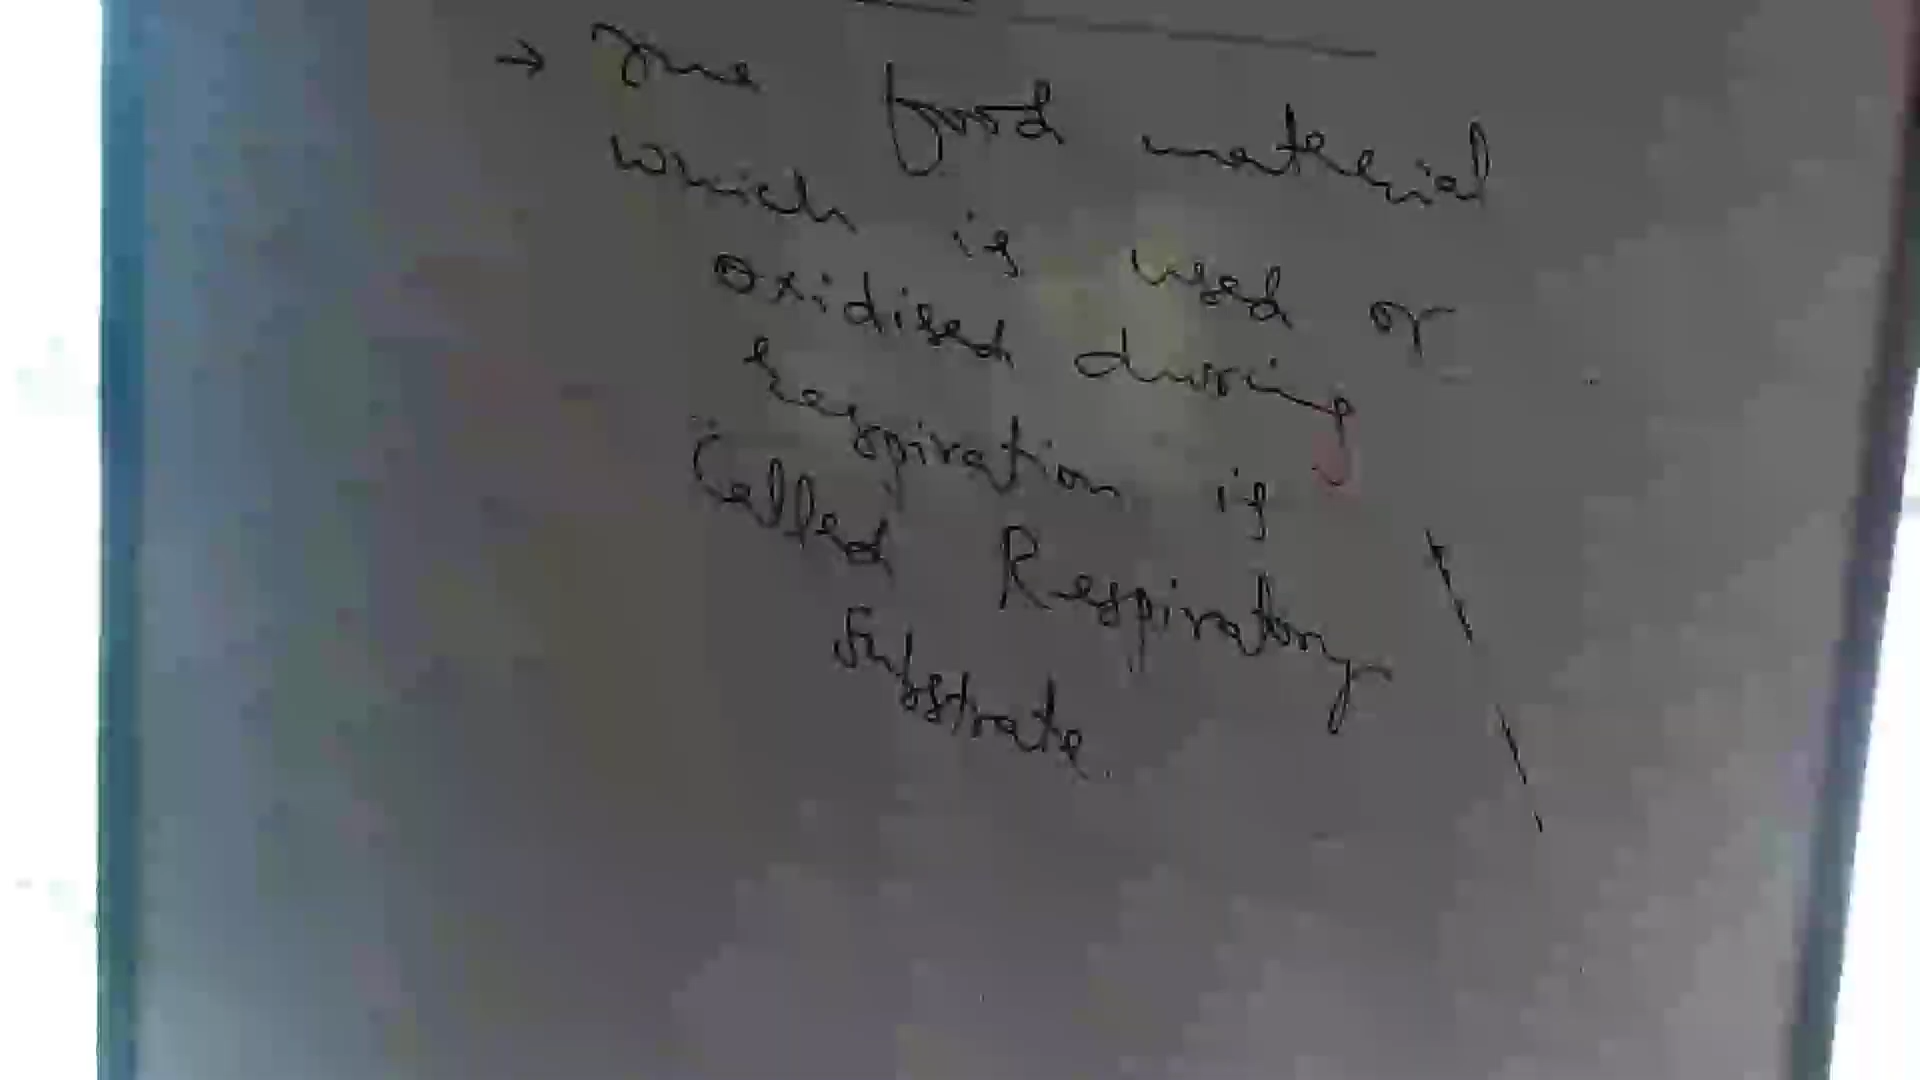 → The food material
which is used or
oxidised during
respiration is
Called Respiratory
Substrate.